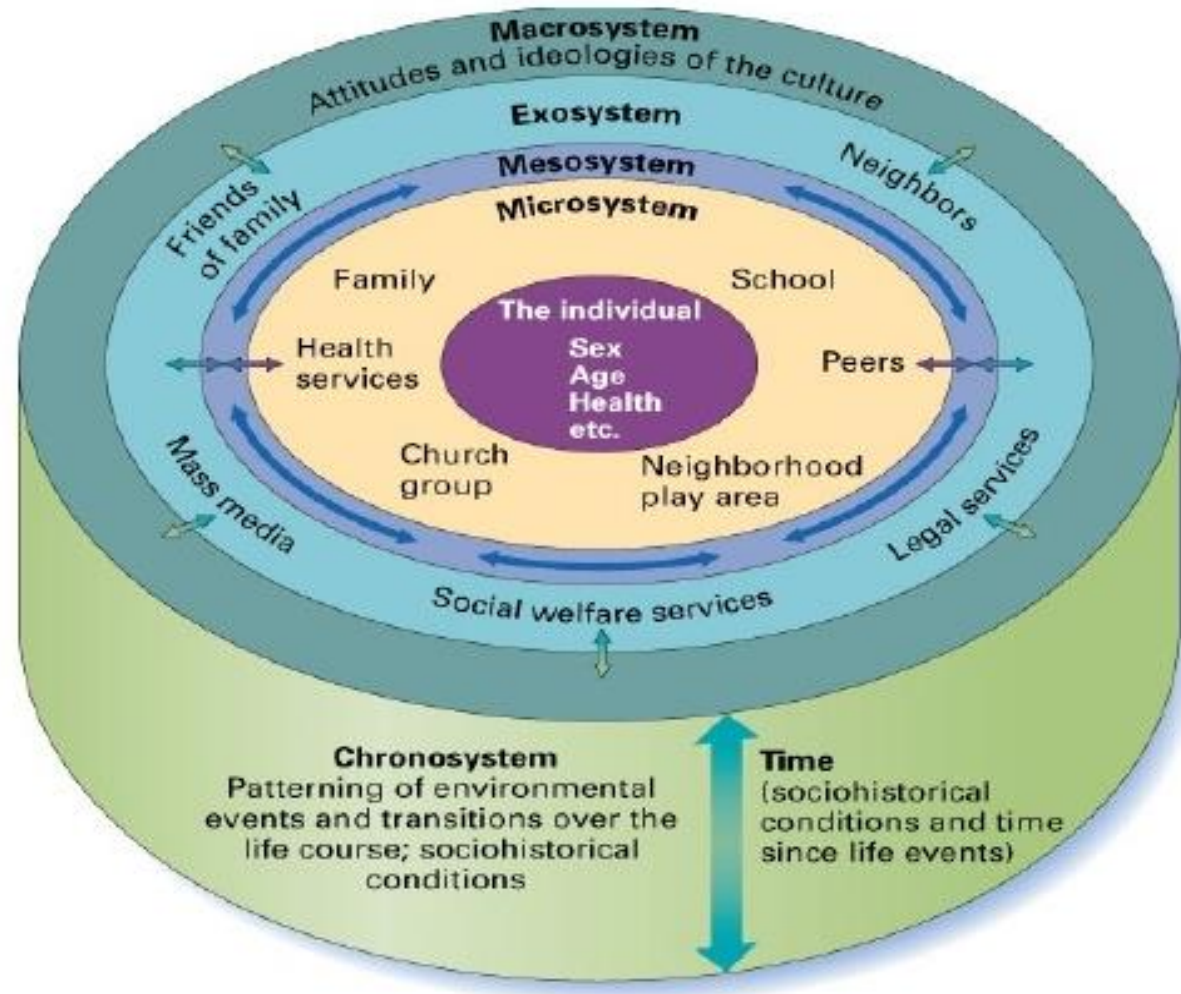 Macrosystem
Attitudes and ideologies of the culture
Exosystem
Mesosystem
Microsystem
Friends
of family
Neighbors
Family
School
The individual
Sex
Age
Health
etc.
Health
services
Peers
Church
group
Neighborhood
play area
Mass media
Legal services
Social welfare services
Chronosystem
Patterning of environmental
events and transitions over the
life course; sociohistorical
conditions
Time
(sociohistorical
conditions and time
since life events)